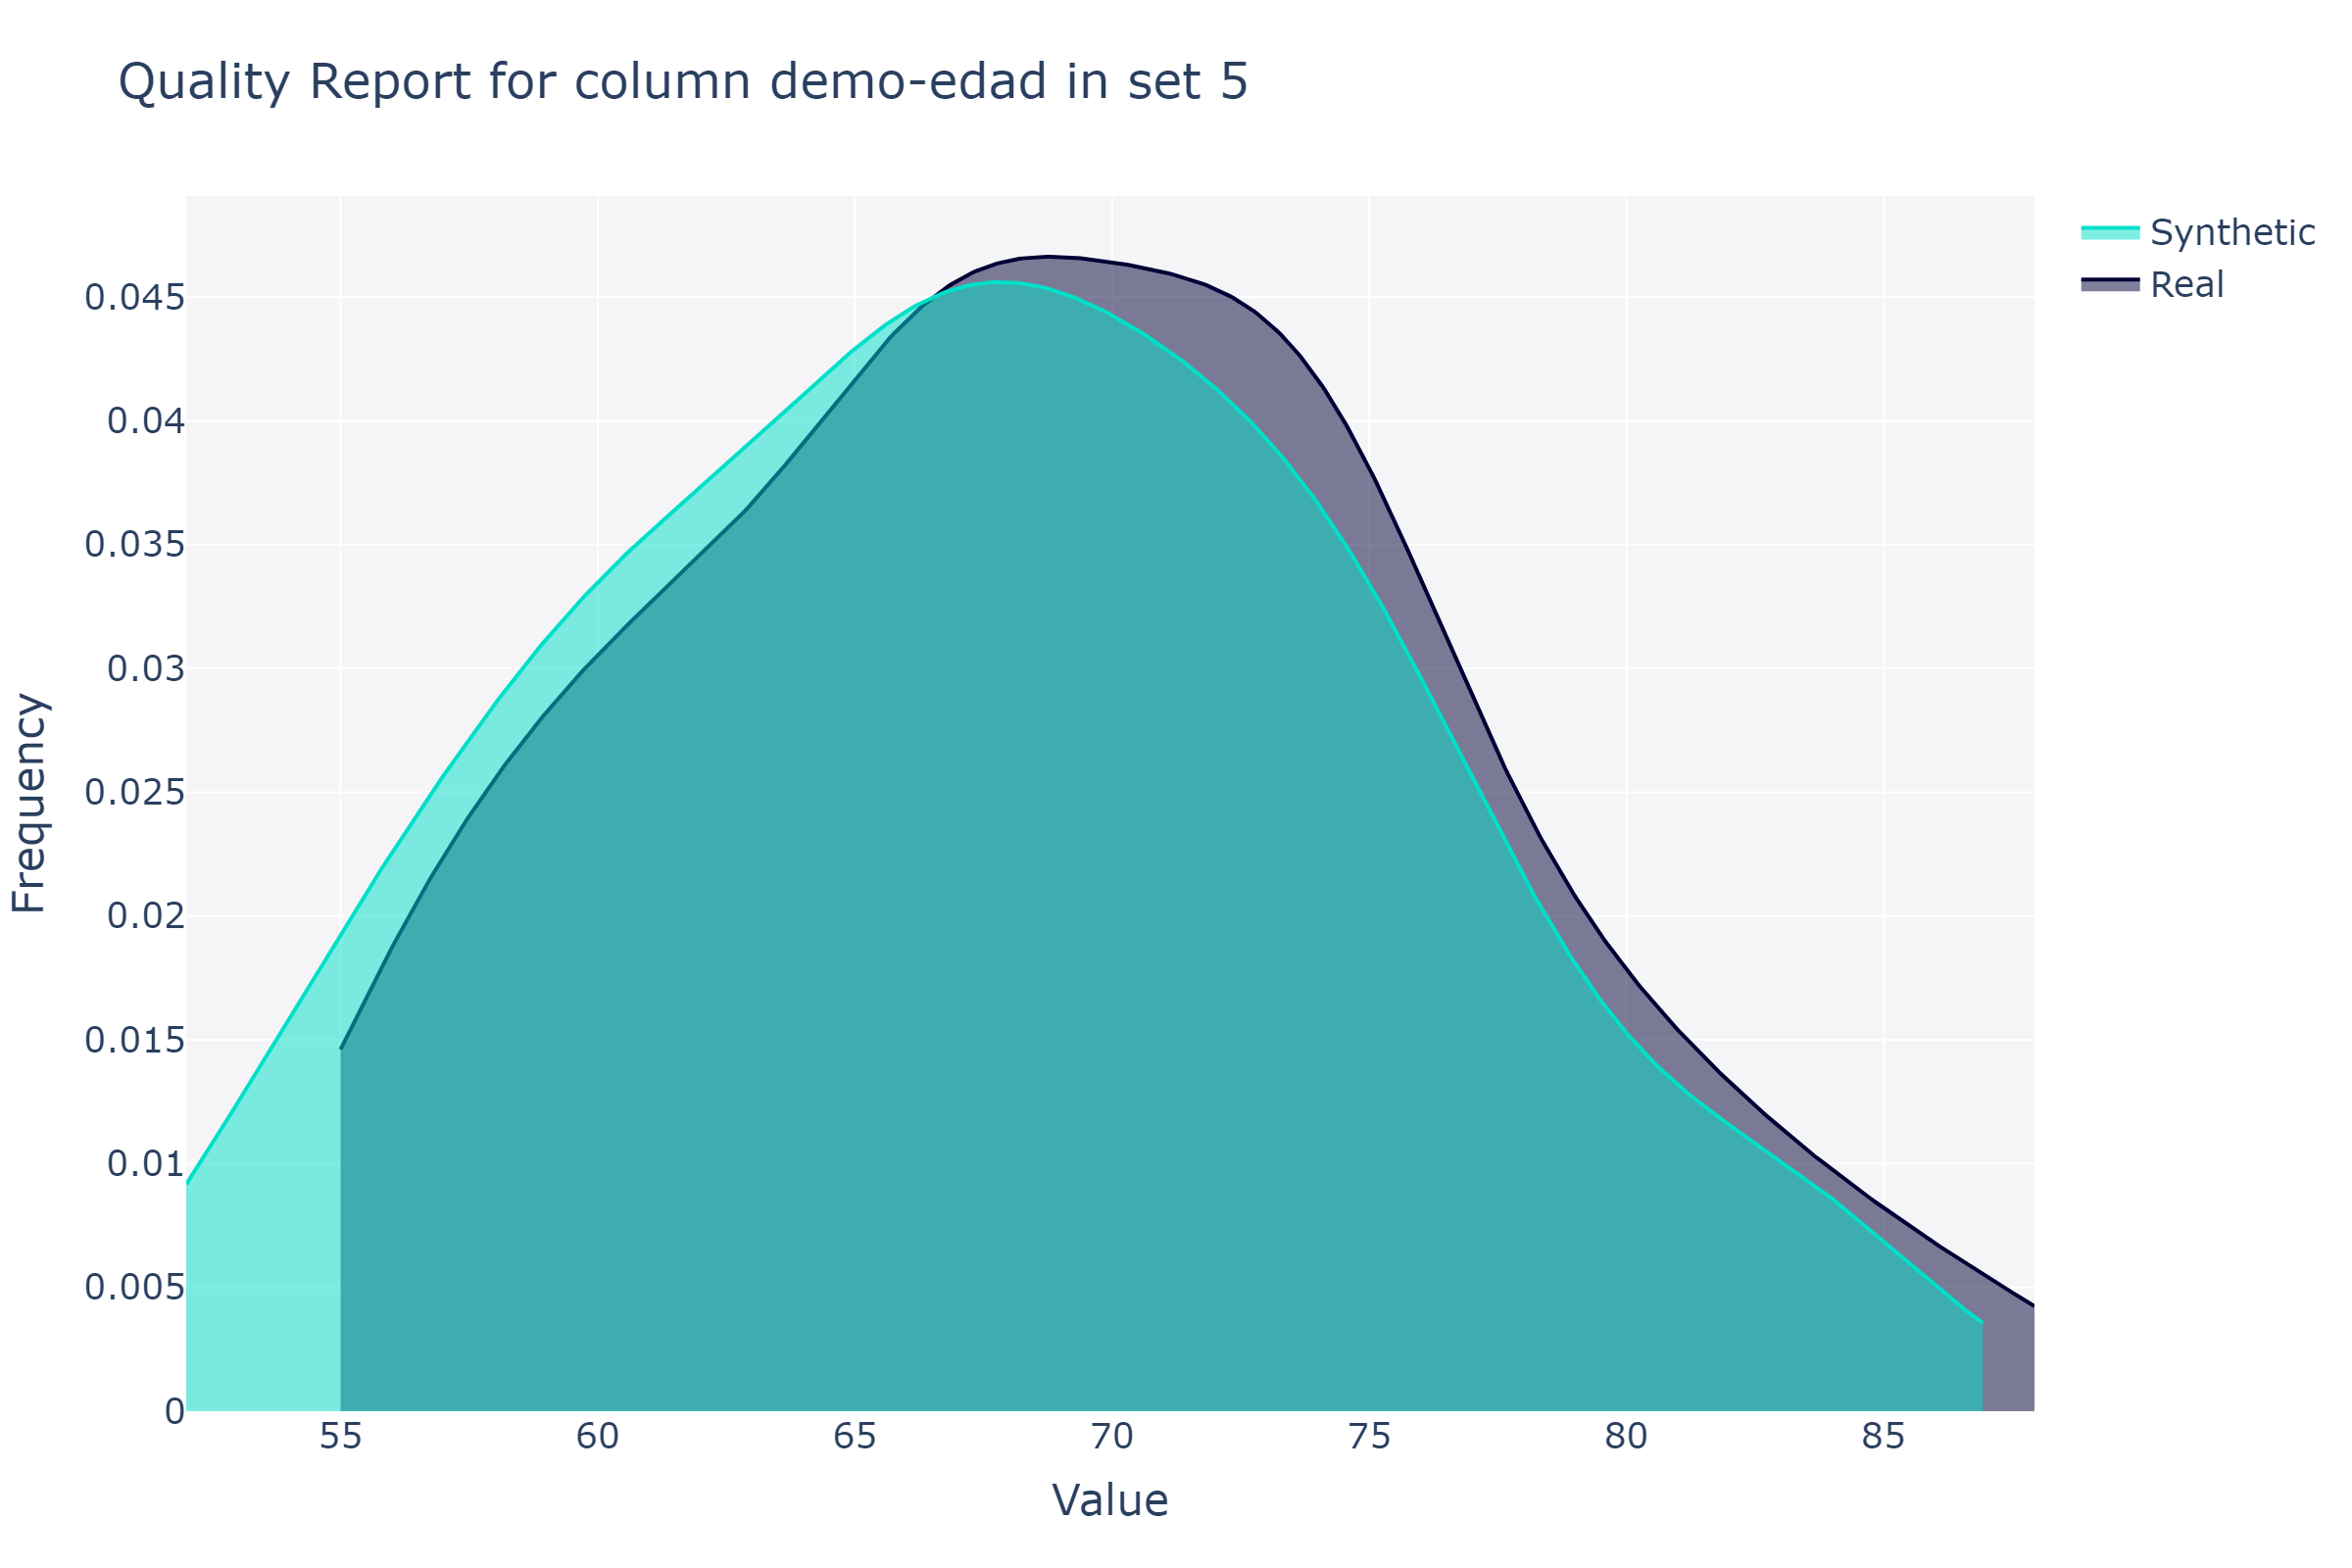 Quality Report for column demo-edad in set 5
Synthetic
Real
0.045
0.04
0.035
0.03
0.025
0.02
0.015
0.01
0.005
0
Frequency
55 60 65 70 75 80 85
Value